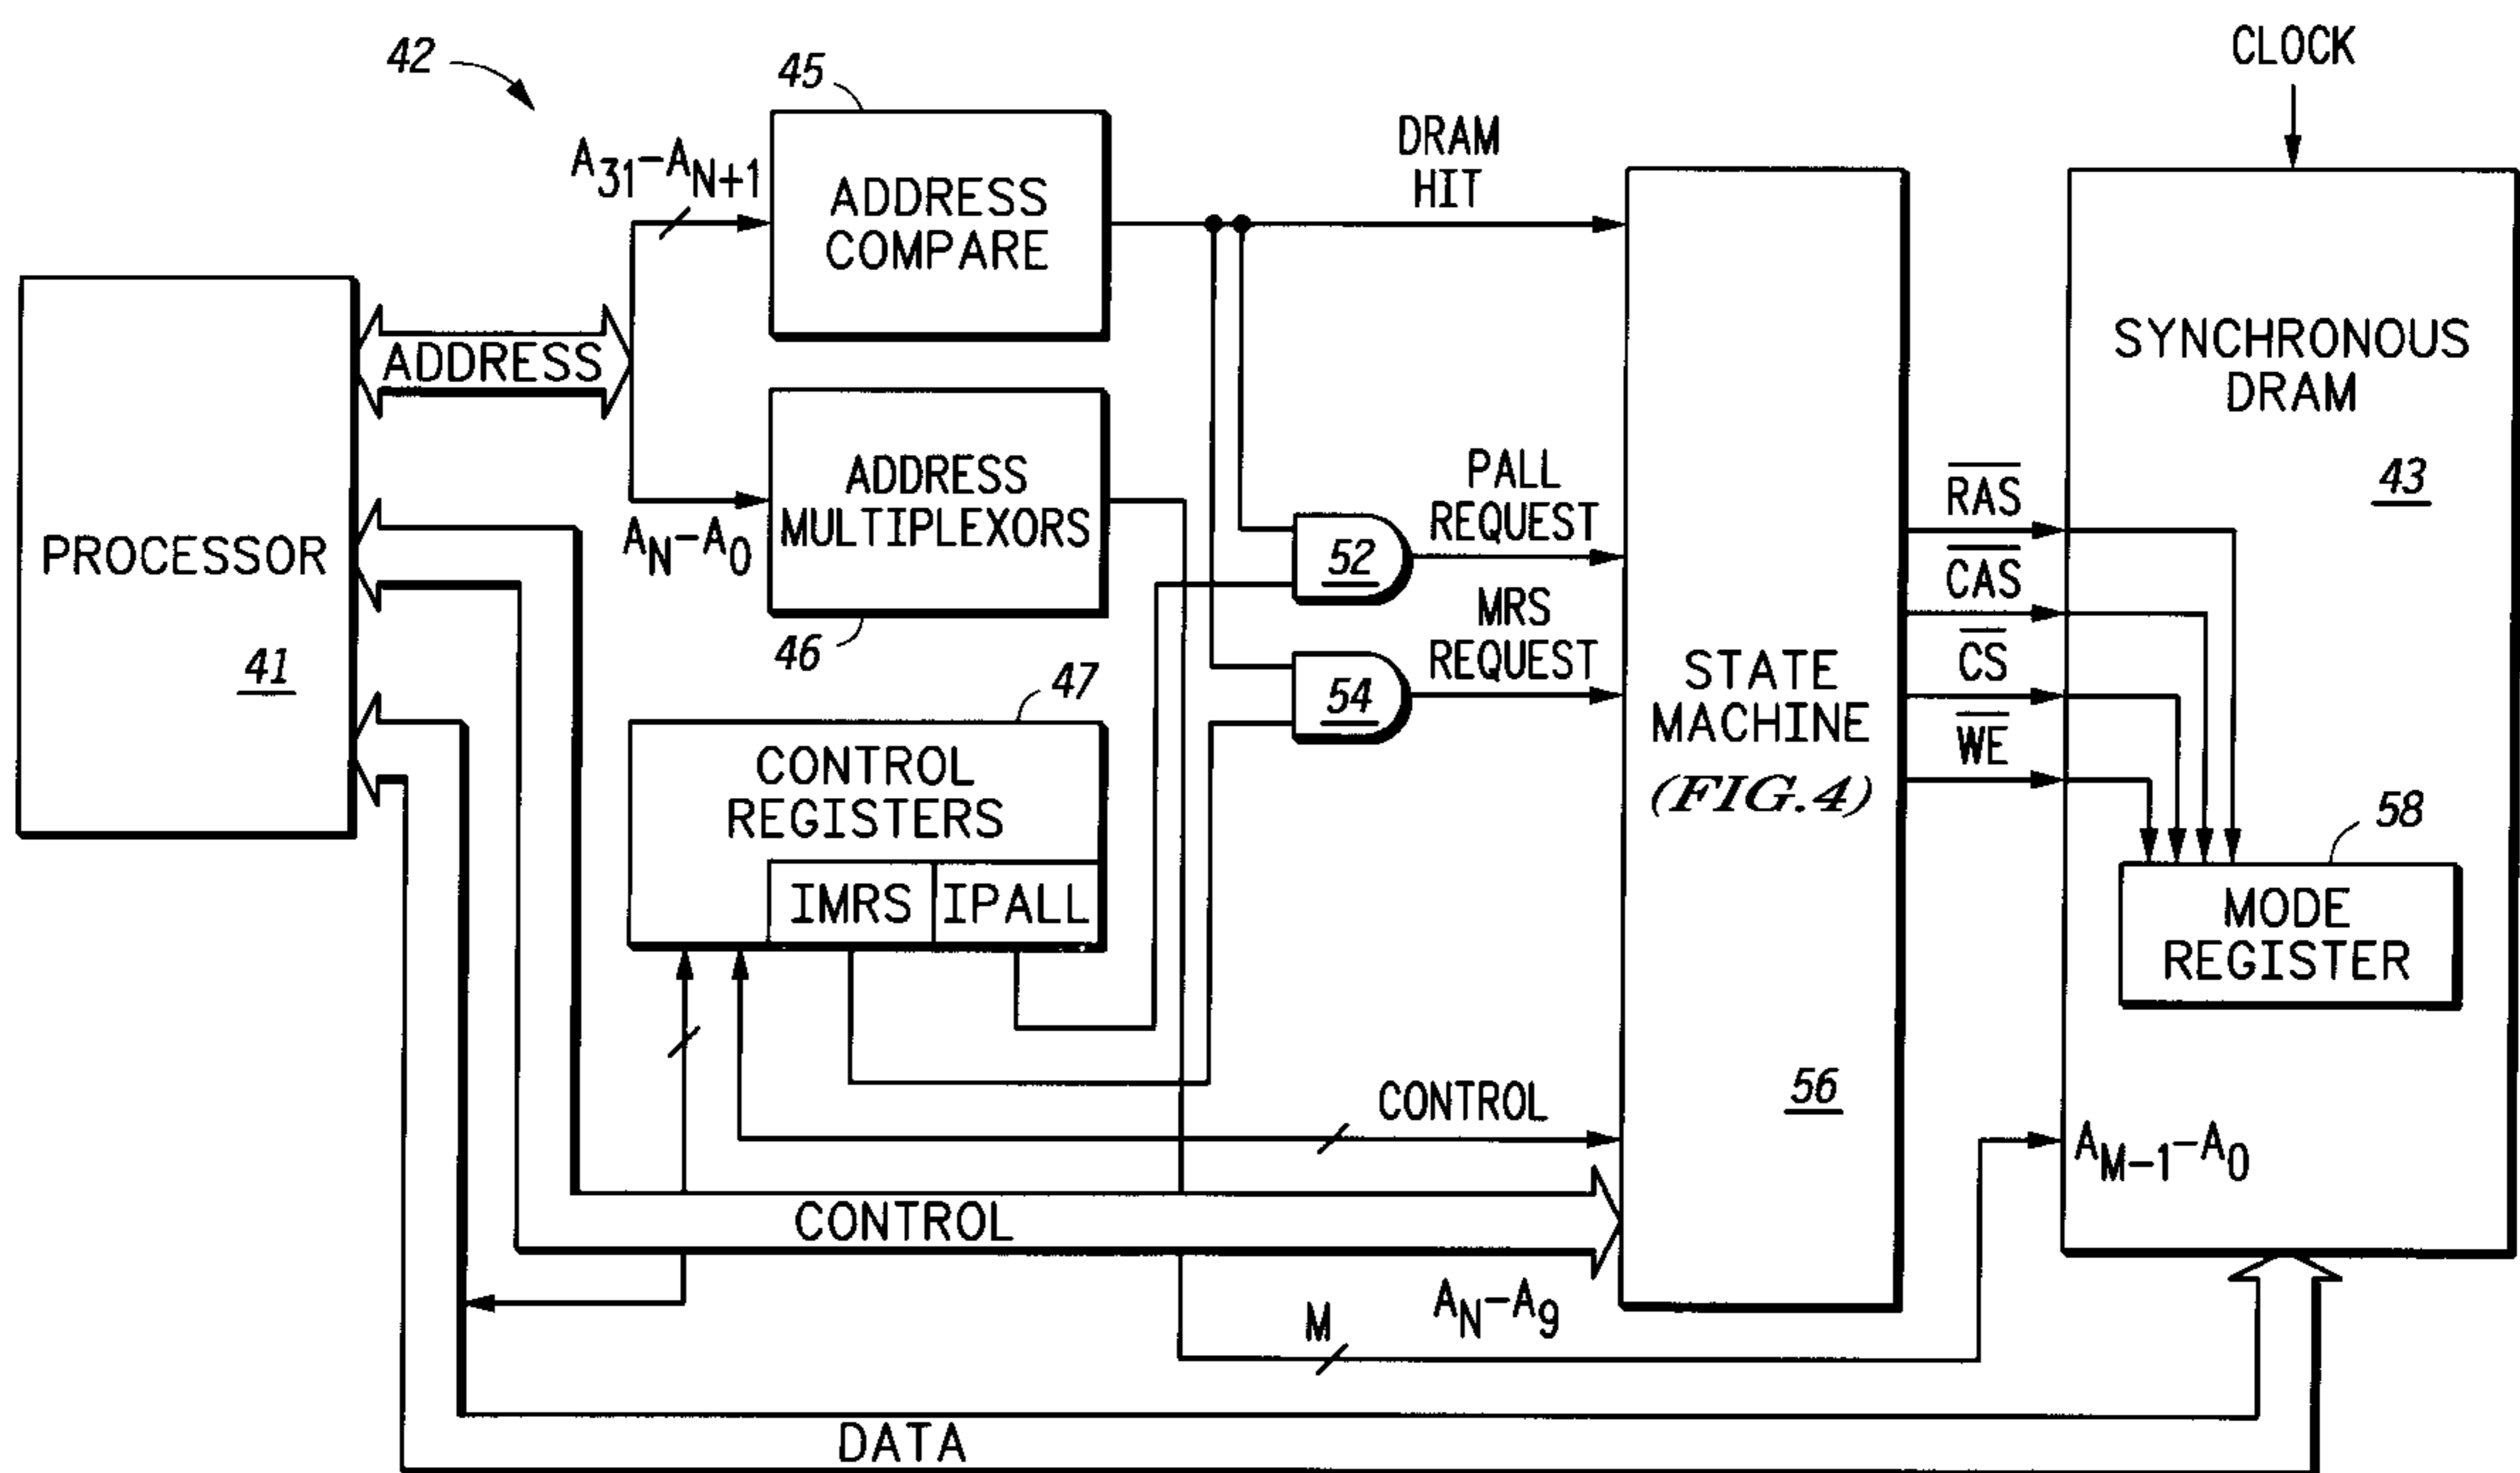 42
45
CLOCK
A31-AN+1
ADDRESS
COMPARE
DRAM
HIT
ADDRESS
PROCESSOR
41
AN-A0
ADDRESS
MULTIPLEXORS
46
PALL
REQUEST
52
MRS
REQUEST
54
47
CONTROL
REGISTERS
IMRS
IPALL
STATE
MACHINE
(FIG.4)
56
SYNCHRONOUS
DRAM
43
RAS
CAS
CS
WE
58
MODE
REGISTER
CONTROL
AM-1-A0
CONTROL
M
AN-A9
DATA